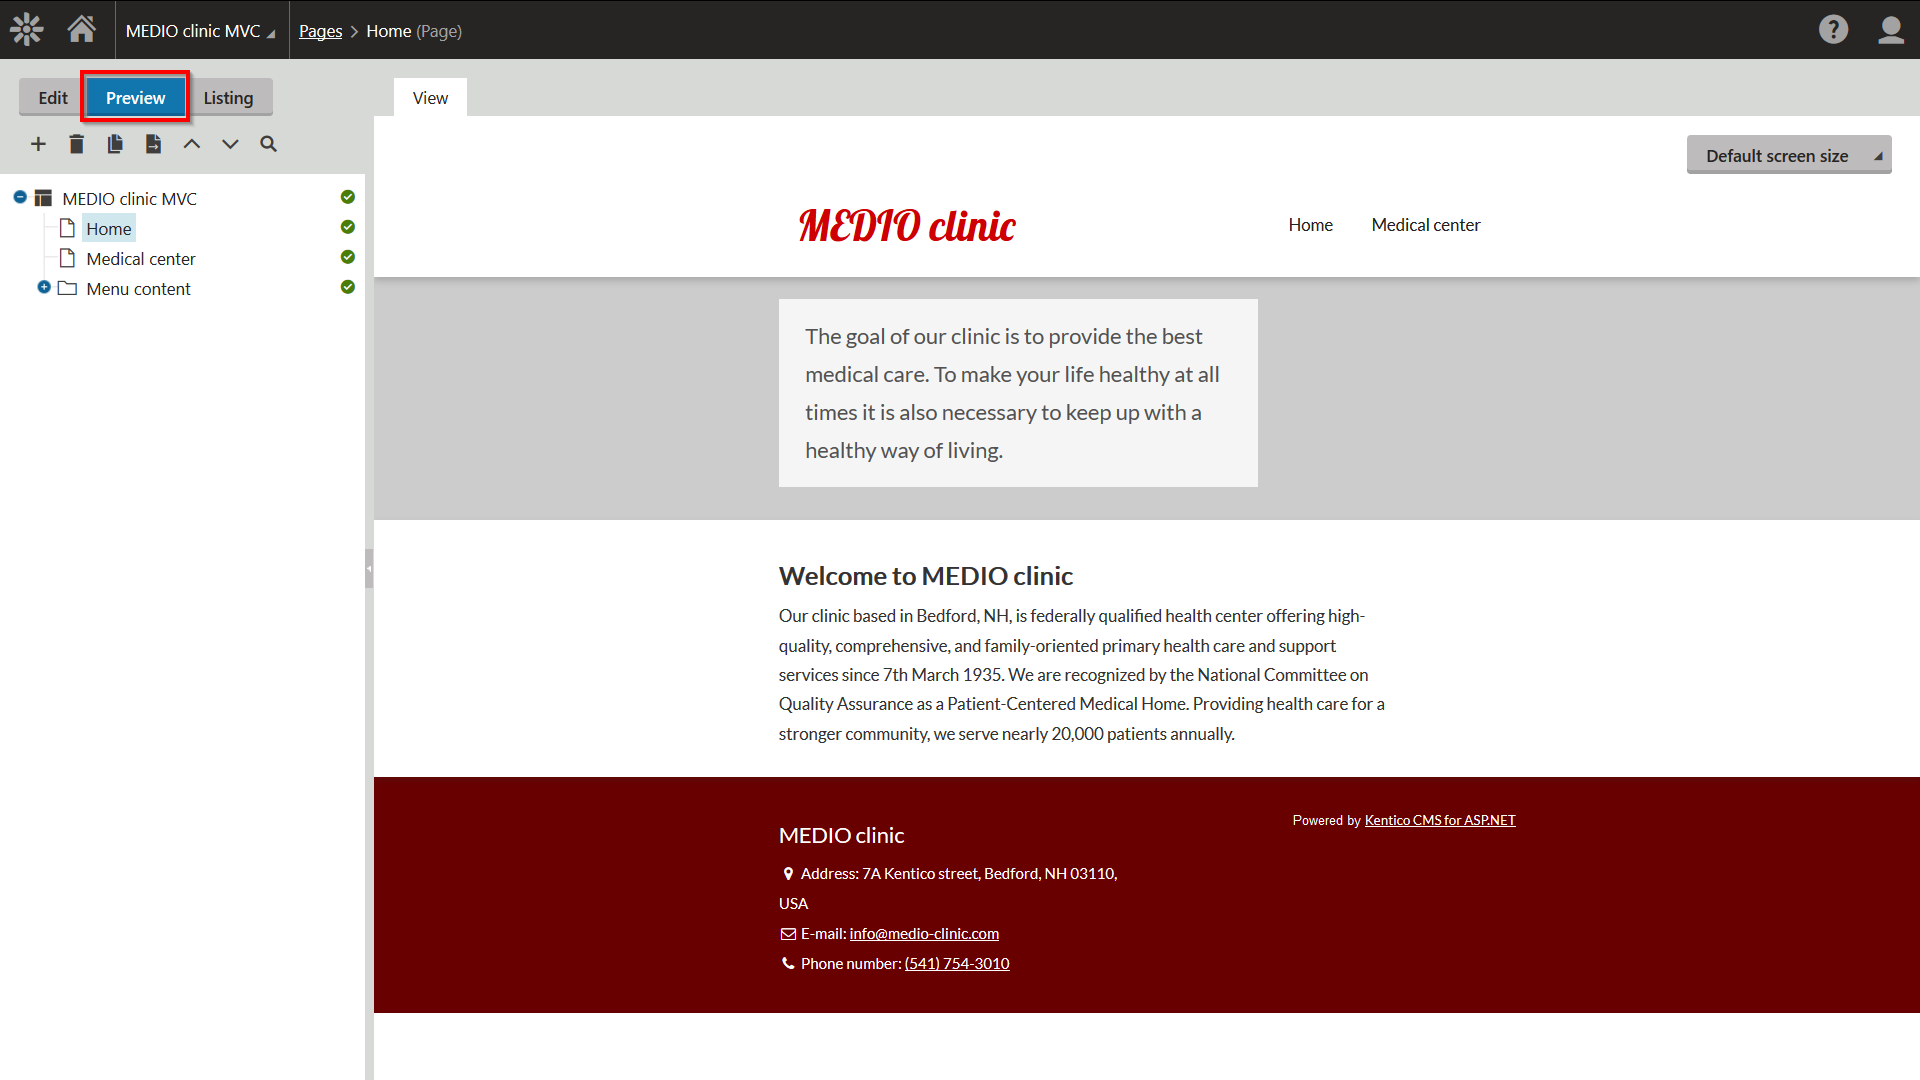 MEDIO clinic MVC
Pages > Home (Page)
?
Edit
Preview
Listing
View
Default screen size
MEDIO clinic MVC
Home
Medical center
Menu content
MEDIO clinic
Home
Medical center
The goal of our clinic is to provide the best
medical care. To make your life healthy at all
times it is also necessary to keep up with a
healthy way of living.
Welcome to MEDIO clinic
Our clinic based in Bedford, NH, is federally qualified health center offering high-
quality, comprehensive, and family-oriented primary health care and support
services since 7th March 1935. We are recognized by the National Committee on
Quality Assurance as a Patient-Centered Medical Home. Providing health care for a
stronger community, we serve nearly 20,000 patients annually.
MEDIO clinic
Address: 7A Kentico street, Bedford, NH 03110,
USA
E-mail: info@medio-clinic.com
Phone number: (541) 754-3010
Powered by Kentico CMS for ASP.NET